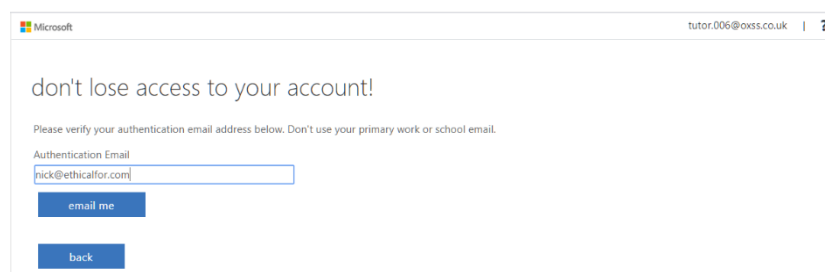 Microsoft
tutor.006@oxss.co.uk | ?
don't lose access to your account!
Please verify your authentication email address below. Don't use your primary work or school email.
Authentication Email
nick@ethicalfor.com
email me
back